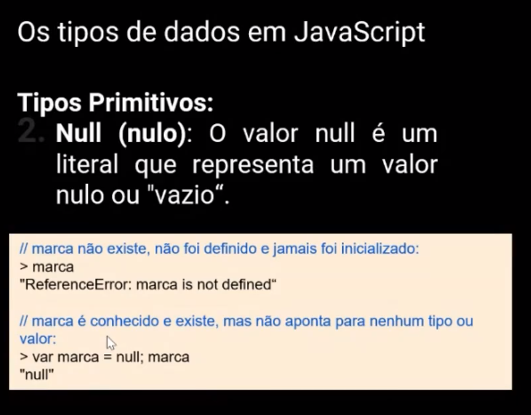 Os tipos de dados em JavaScript
Tipos Primitivos:
2. Null (nulo): O valor null é um
literal que representa um valor
nulo ou "vazio“.
// marca não existe, não foi definido e jamais foi inicializado:
> marca
"ReferenceError: marca is not defined“
// marca é conhecido e existe, mas não aponta para nenhum tipo ou
valor:
> var marca = null; marca
"null"